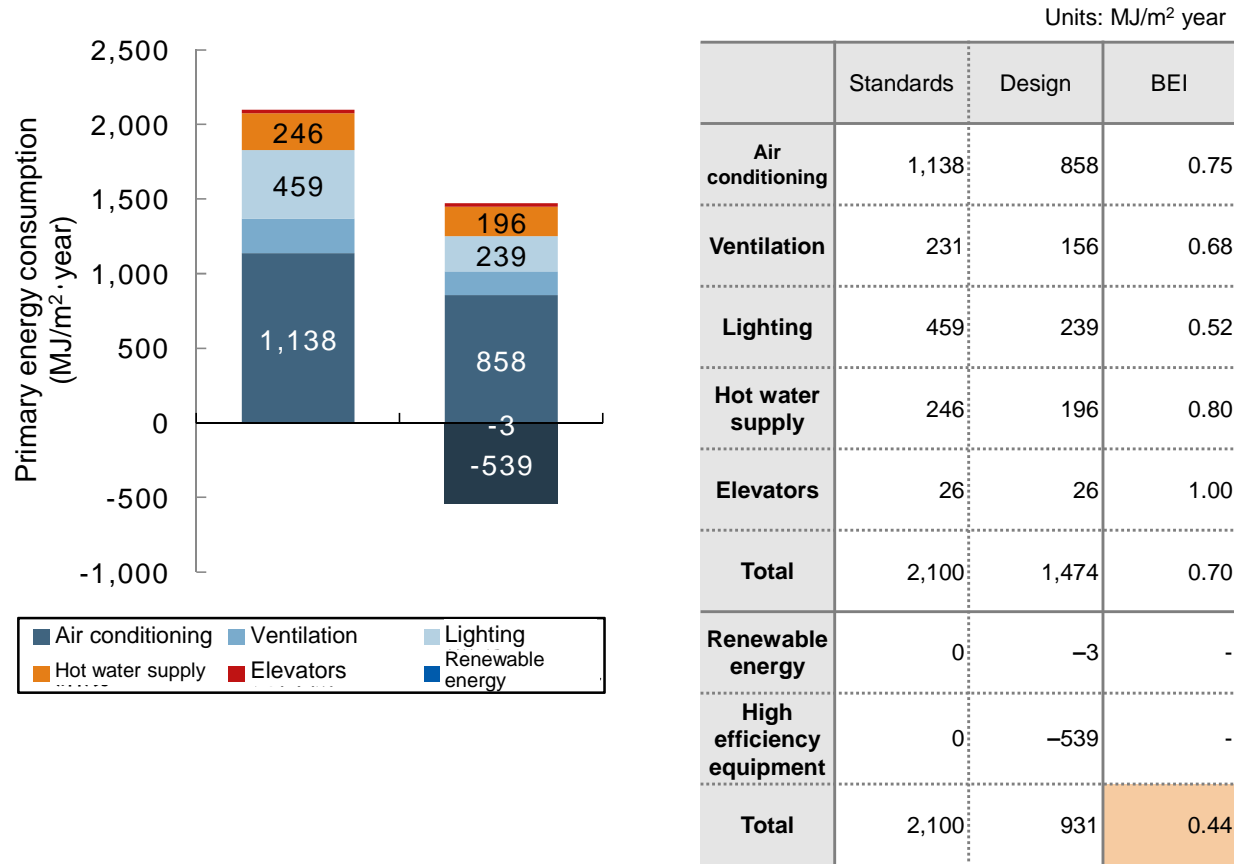 Units: MJ/m² year
Primary energy consumption
(MJ/m²・year)
2,500
2,000
1,500
1,000
500
0
-500
-1,000
246
459
1,138
196
239
858
-3
-539
Air conditioning Ventilation Lighting
Hot water supply Elevators Renewable
energy
Standards Design BEI
Air
conditioning 1,138 858 0.75
Ventilation 231 156 0.68
Lighting 459 239 0.52
Hot water
supply 246 196 0.80
Elevators 26 26 1.00
Total 2,100 1,474 0.70
Renewable
energy 0 –3 -
High
efficiency
equipment 0 –539 -
Total 2,100 931 0.44